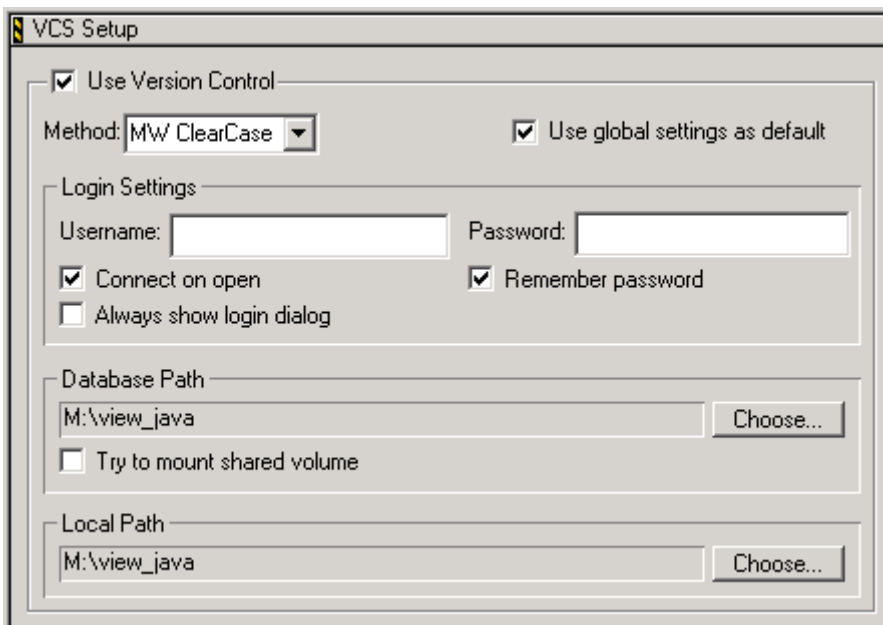 VCS Setup
Use Version Control
Method: MW ClearCase Use global settings as default
Login Settings
Username: Password:
Connect on open Remember password
Always show login dialog
Database Path
M:\view_java Choose...
Try to mount shared volume
Local Path
M:\view_java Choose...